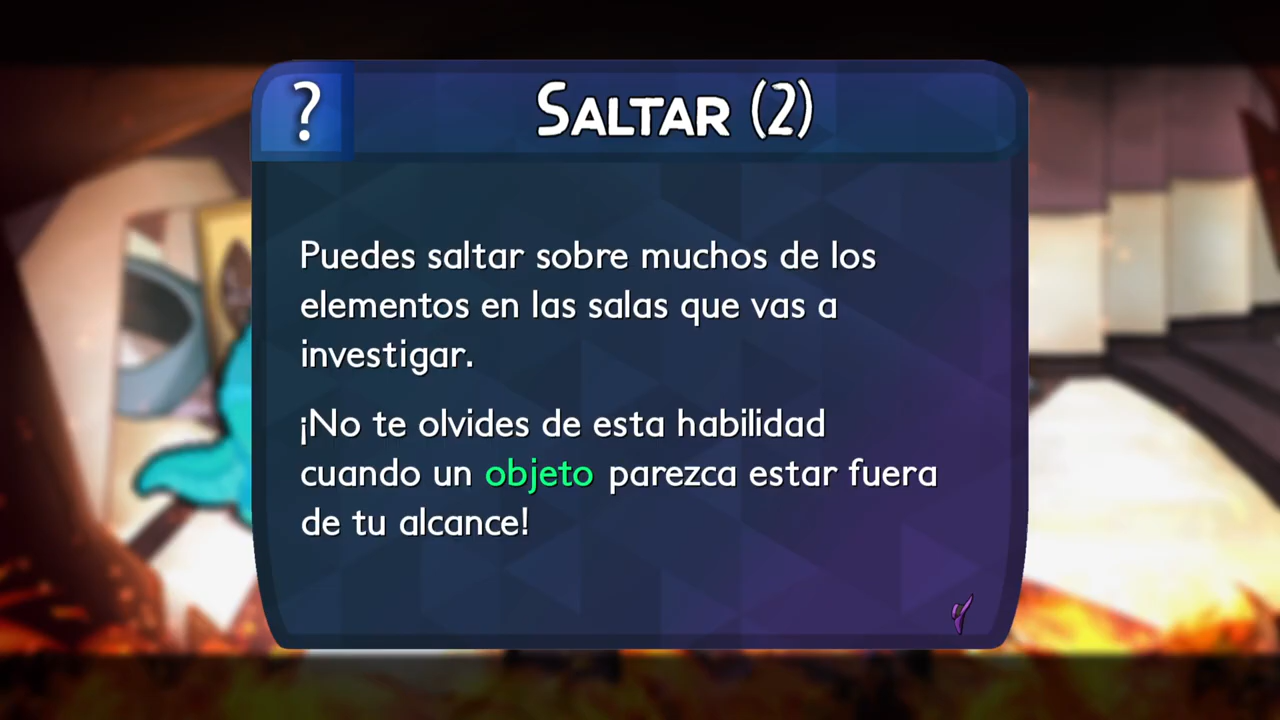 ?
SALTAR (2)
Puedes saltar sobre muchos de los
elementos en las salas que vas a
investigar.
¡No te olvides de esta habilidad
cuando un objeto parezca estar fuera
de tu alcance!